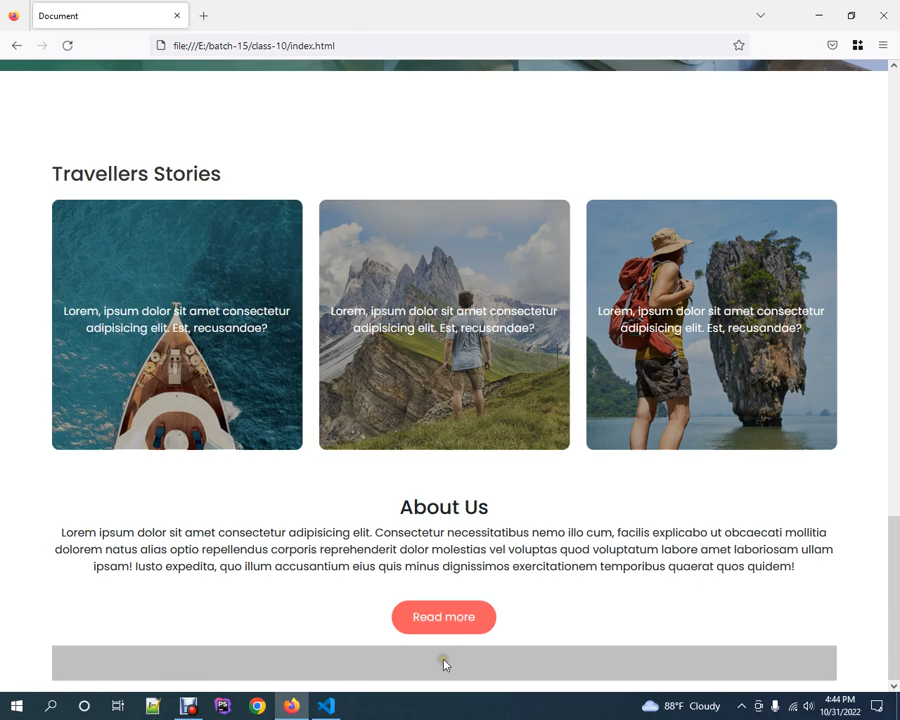 Document
file:///E:/batch-15/class-10/index.html
Travellers Stories
Lorem, ipsum dolor sit amet consectetur
adipisicing elit. Est, recusandae?
Lorem, ipsum dolor sit amet consectetur
adipisicing elit. Est, recusandae?
Lorem, ipsum dolor sit amet consectetur
adipisicing elit. Est, recusandae?
About Us
Lorem ipsum dolor sit amet consectetur adipisicing elit. Consectetur necessitatibus nemo illo cum, facilis explicabo ut obcaecati mollitia
dolorem natus alias optio repellendus corporis reprehenderit dolor molestias vel voluptas quod voluptatum labore amet laboriosam ullam
ipsam! Iusto expedita, quo illum accusantium eius quis minus dignissimos exercitationem temporibus quaerat quos quidem!
Read more
PS
88°F Cloudy
4:44 PM
10/31/2022